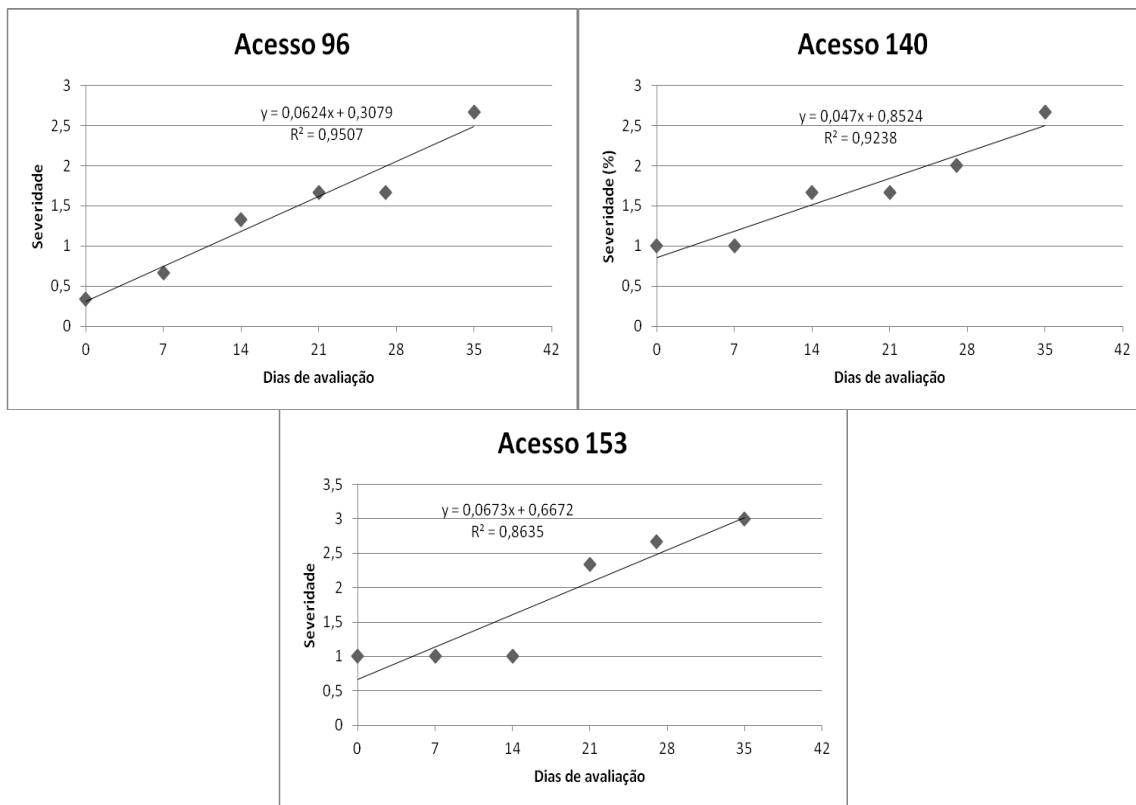 Acesso 96
3
2,5
2
1,5
1
0,5
0
Severidade
y = 0,0624x + 0,3079
R² = 0,9507
0 7 14 21 28 35 42
Dias de avaliação
Acesso 140
3
2,5
2
1,5
1
0,5
0
Severidade (%)
y = 0,047x + 0,8524
R² = 0,9238
0 7 14 21 28 35 42
Dias de avaliação
Acesso 153
3,5
3
2,5
2
1,5
1
0,5
0
Severidade
y = 0,0673x + 0,6672
R² = 0,8635
0 7 14 21 28 35 42
Dias de avaliação